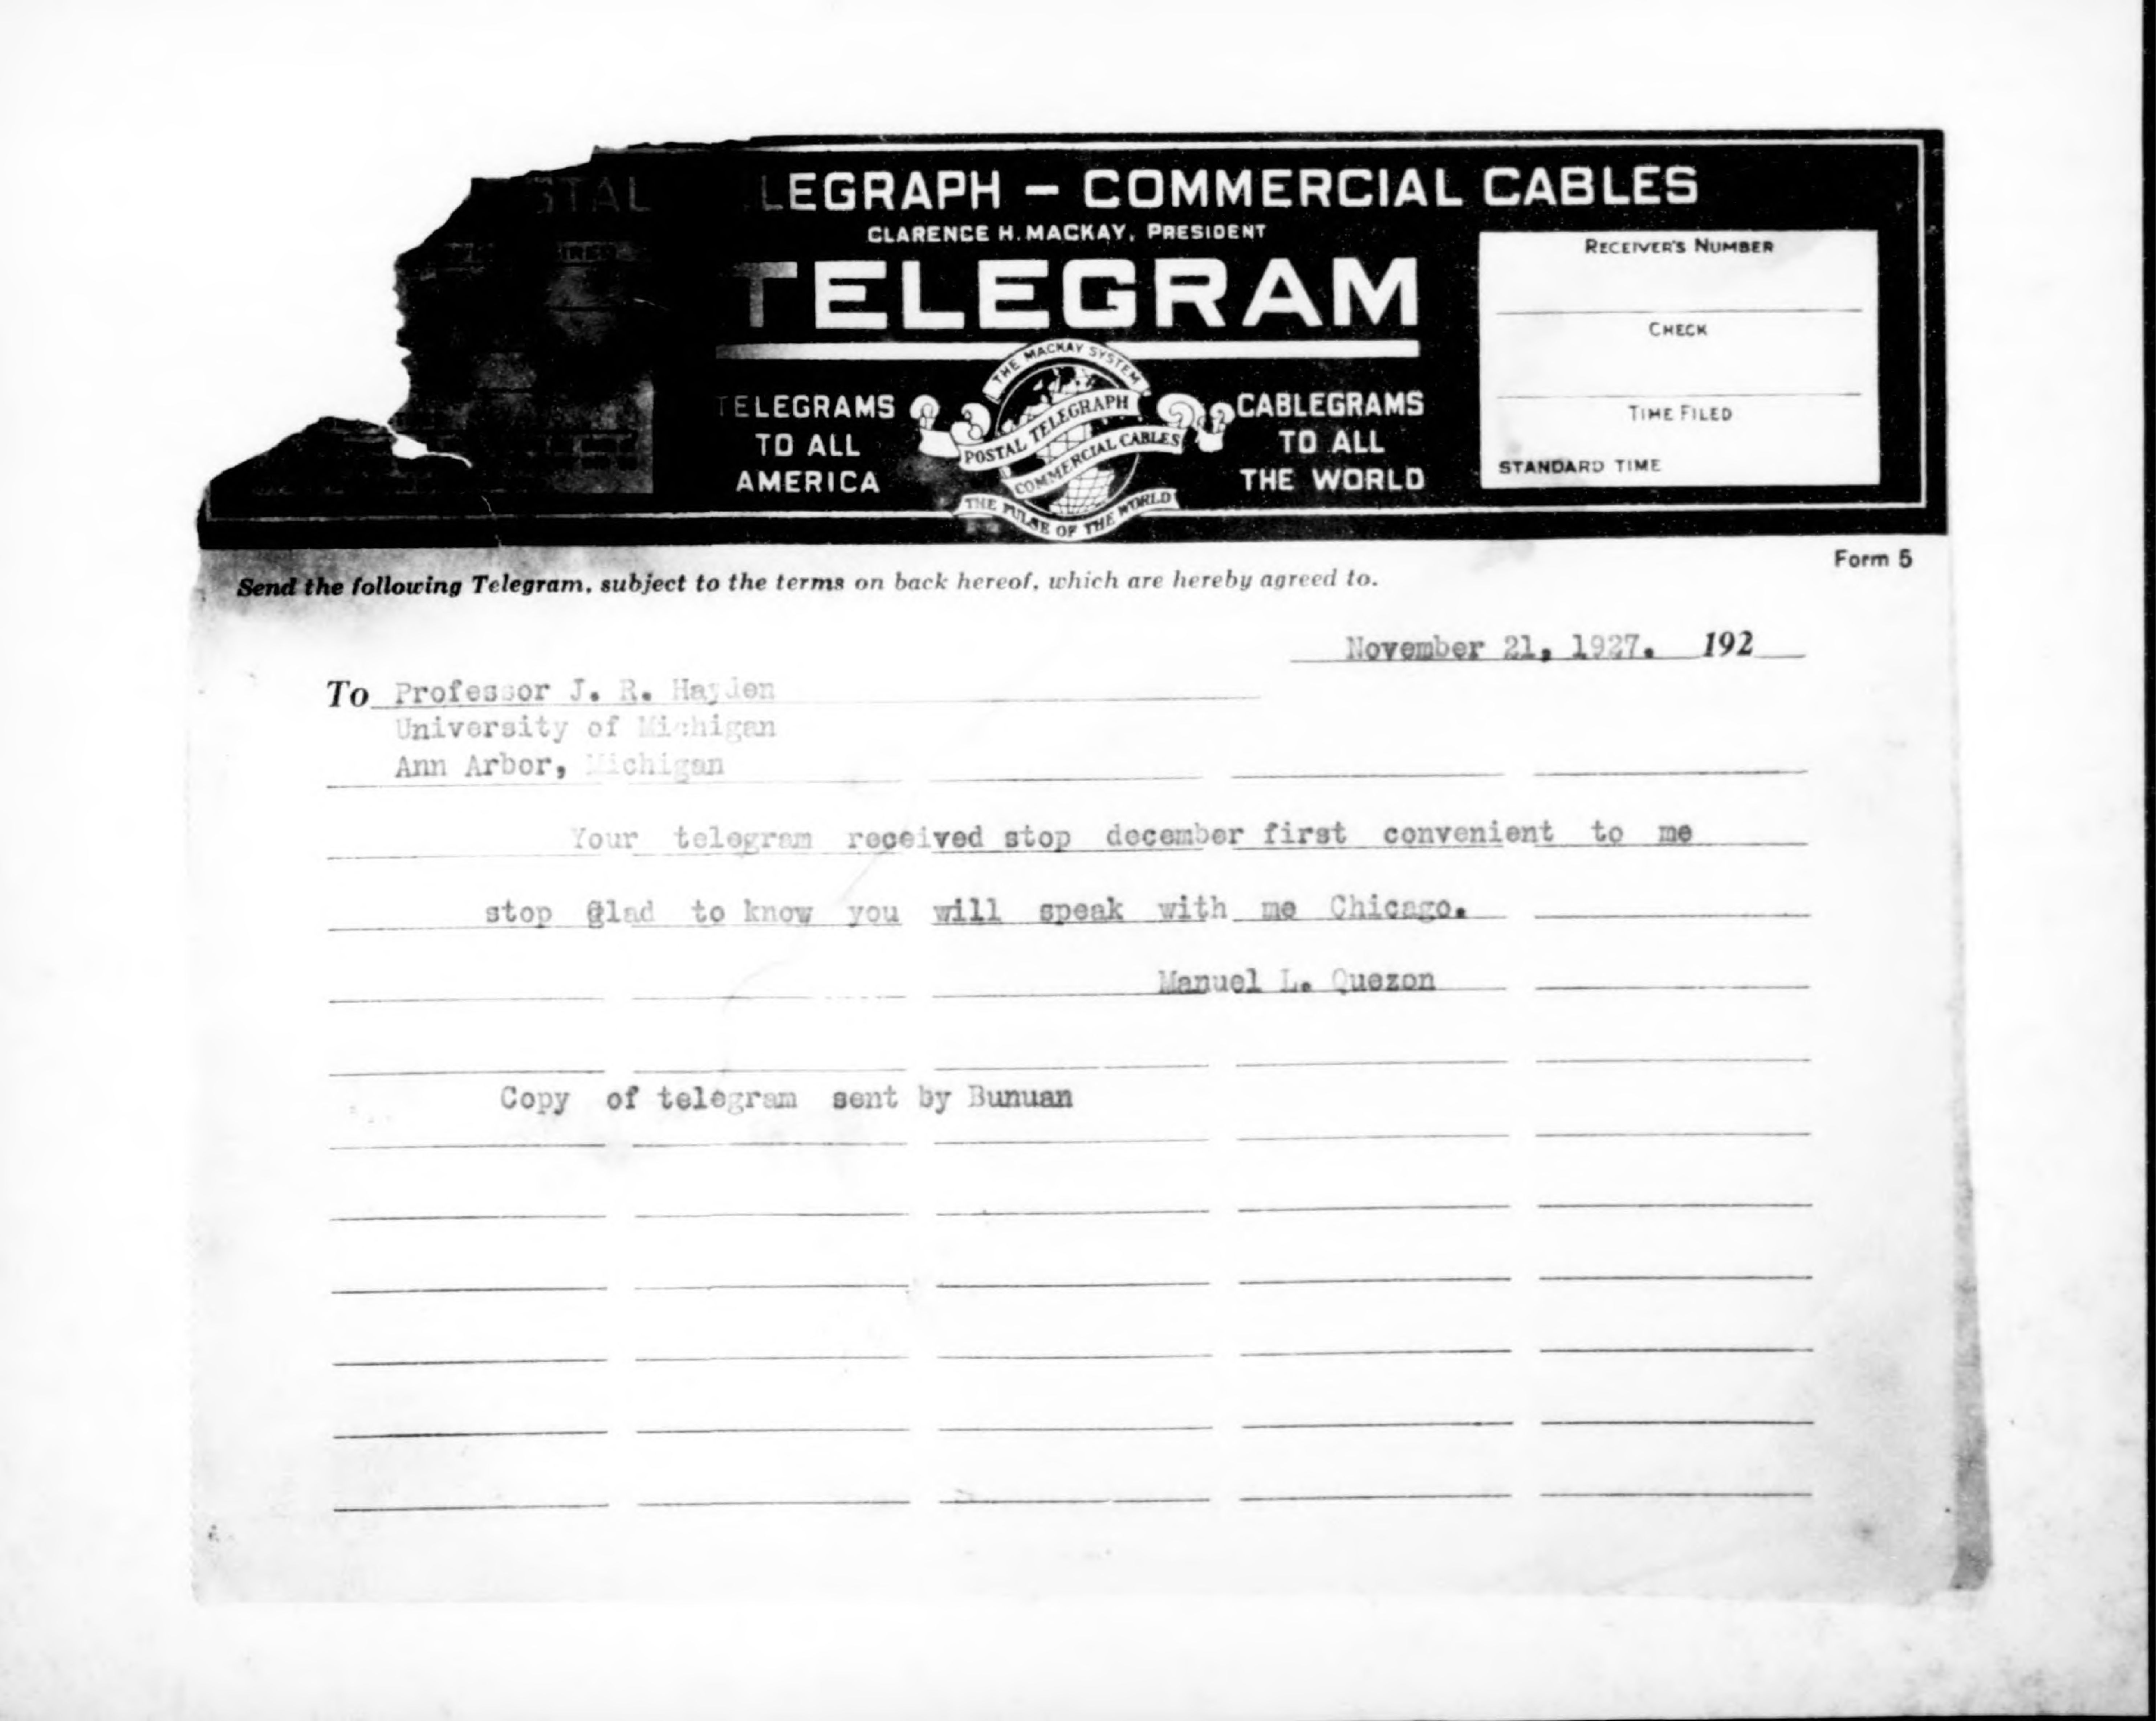 STAL LEGRAPH - COMMERCIAL CABLES
CLARENCE H. MACKAY, PRESIDENT
TELEGRAM
RECEIVER'S NUMBER
CHECK
TIME FILED
STANDARD TIME
TELEGRAMS
TO ALL
AMERICA
THE MACKAY SYSTEM
POSTAL TELEGRAPH
COMMERCIAL CABLES
THE PULSE OF THE WORLD
CABLEGRAMS
TO ALL
THE WORLD
Form 5
Send the following Telegram, subject to the terms on back hereof, which are hereby agreed to.
November 21, 1927. 192
To Professor J. R. Hayden
University of Michigan
Ann Arbor, Michigan
Your telegram received stop december first convenient to me
stop glad to know you will speak with me Chicago.
Manuel L. Quezon
Copy of telegram sent by Bunuan